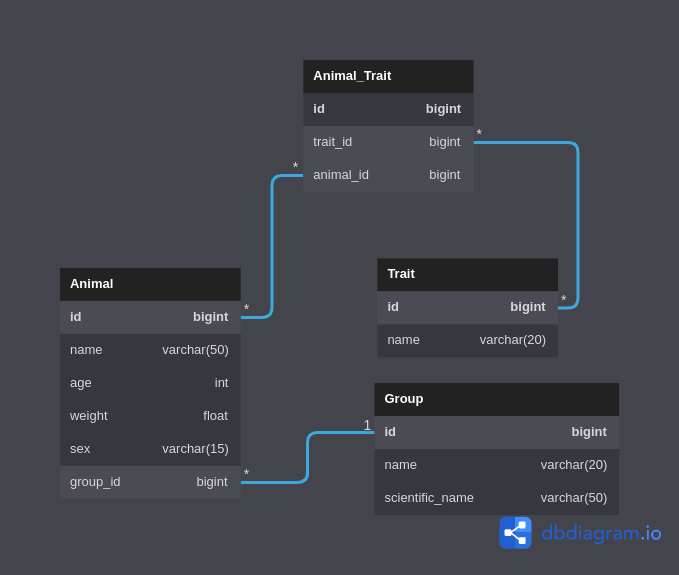 Animal_Trait
id bigint
trait_id bigint
*
animal_id bigint
*
Animal
id bigint
*
name varchar(50)
age int
weight float
sex varchar(15)
group_id bigint
*
Trait
id bigint
*
name varchar(20)
Group
1
id bigint
name varchar(20)
scientific_name varchar(50)
dbdiagram.io